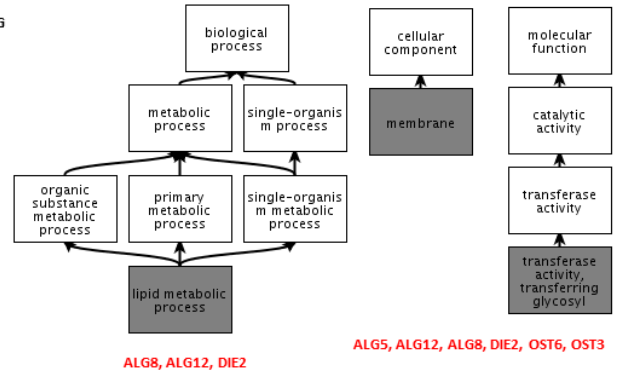 G
biological
process
cellular
component
molecular
function
metabolic
process
single-organis
m process
membrane
catalytic
activity
organic
substance
metabolic
process
primary
metabolic
process
single-organis
m metabolic
process
transferase
activity
lipid metabolic
process
transferase
activity,
transferring
glycosyl
ALG8, ALG12, DIE2
ALG5, ALG12, ALG8, DIE2, OST6, OST3